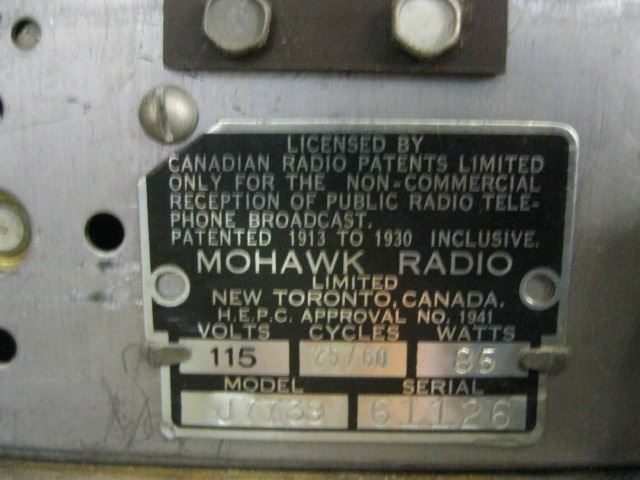 LICENSED BY
CANADIAN RADIO PATENTS LIMITED
ONLY FOR THE NON-COMMERCIAL
RECEPTION OF PUBLIC RADIO TELE-
PHONE BROADCAST.
PATENTED 1913 TO 1930 INCLUSIVE.
MOHAWK RADIO
LIMITED
NEW TORONTO, CANADA.
H.E.P.C. APPROVAL NO. 1941
VOLTS CYCLES WATTS
115 25/60 85
MODEL SERIAL
J7739 61126